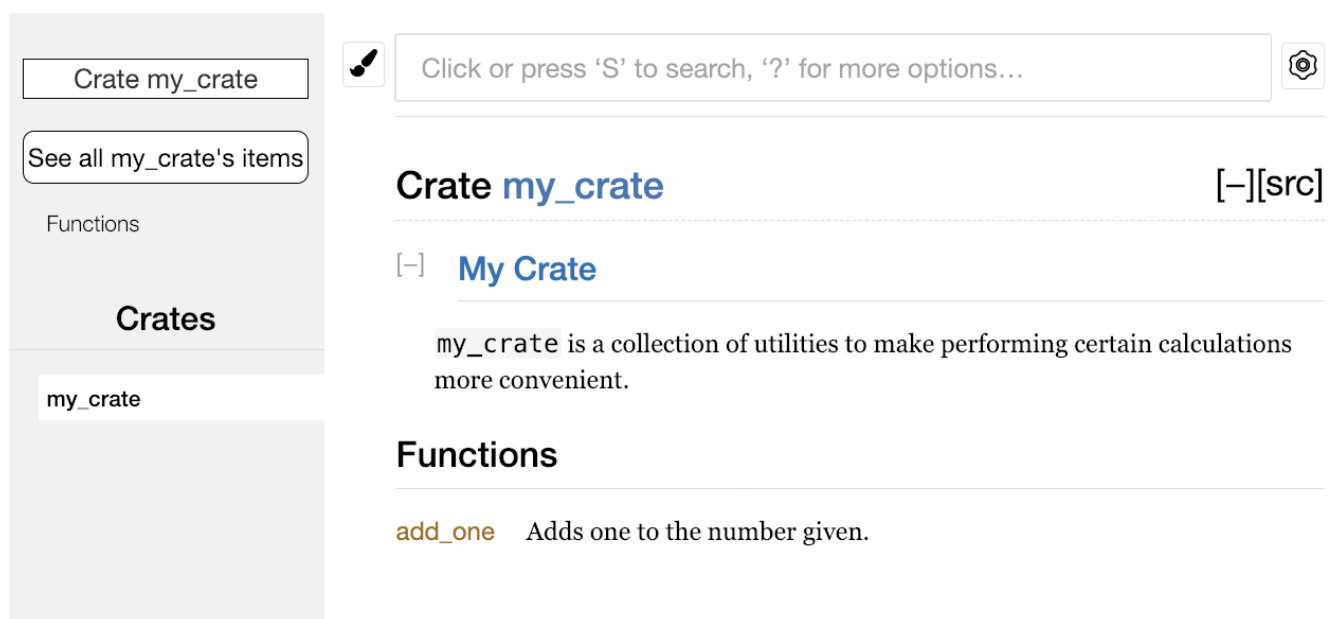 Crate my_crate
See all my_crate's items
Functions
Crates
my_crate
Click or press ‘S’ to search, ‘?’ for more options…
Crate my_crate [−][src]
[−] My Crate
my_crate is a collection of utilities to make performing certain calculations
more convenient.
Functions
add_one Adds one to the number given.